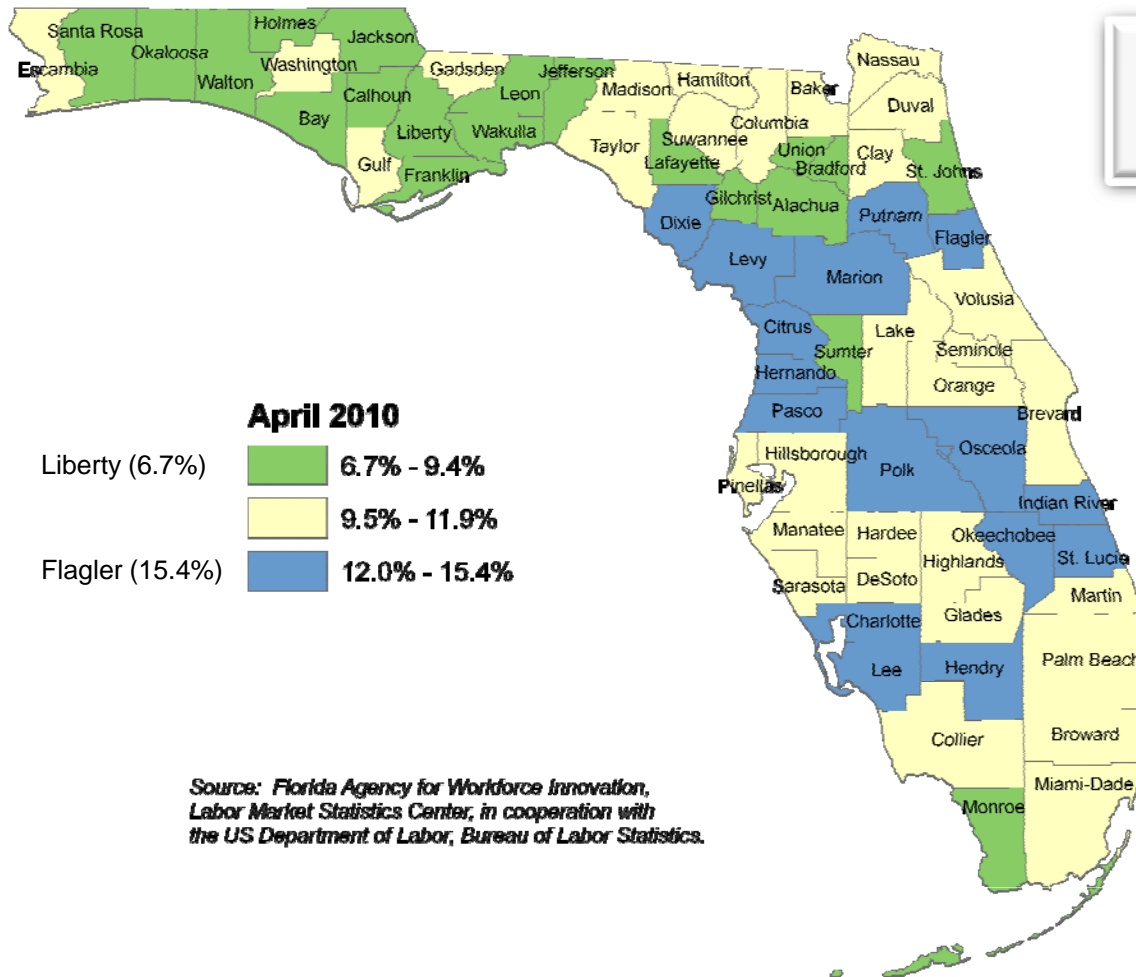 Santa Rosa
Holmes
Okaloosa
Jackson
Escambia
Walton
Washington
Gadsden
Jefferson
Calhoun
Leon
Bay
Liberty
Wakulla
Gulf
Franklin
Madison
Hamilton
Baker
Nassau
Duval
Columbia
Taylor
Suwannee
Lafayette
Union
Bradford
Clay
St. Johns
Gilchrist
Alachua
Putnam
Dixie
Flagler
Levy
Marion
Volusia
Citrus
Lake
Sumter
Seminole
Hernando
Orange
Pasco
Brevard
Osceola
Hillsborough
Polk
Pinellas
Indian River
Manatee
Hardee
Okeechobee
Highlands
St. Lucie
Sarasota
DeSoto
Martin
Charlotte
Glades
Lee
Hendry
Palm Beach
Collier
Broward
Miami-Dade
Monroe
April 2010
Liberty (6.7%) 6.7% - 9.4%
9.5% - 11.9%
Flagler (15.4%) 12.0% - 15.4%
Source: Florida Agency for Workforce Innovation,
Labor Market Statistics Center, in cooperation with
the US Department of Labor, Bureau of Labor Statistics.